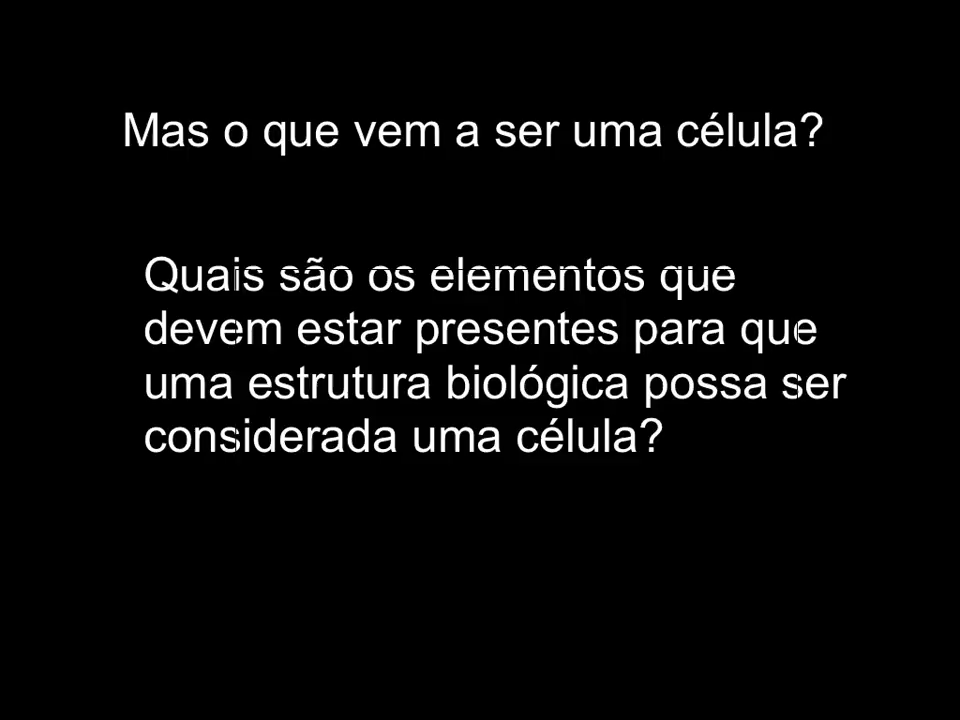 Mas o que vem a ser uma célula?
Quais são os elementos que
devem estar presentes para que
uma estrutura biológica possa ser
considerada uma célula?